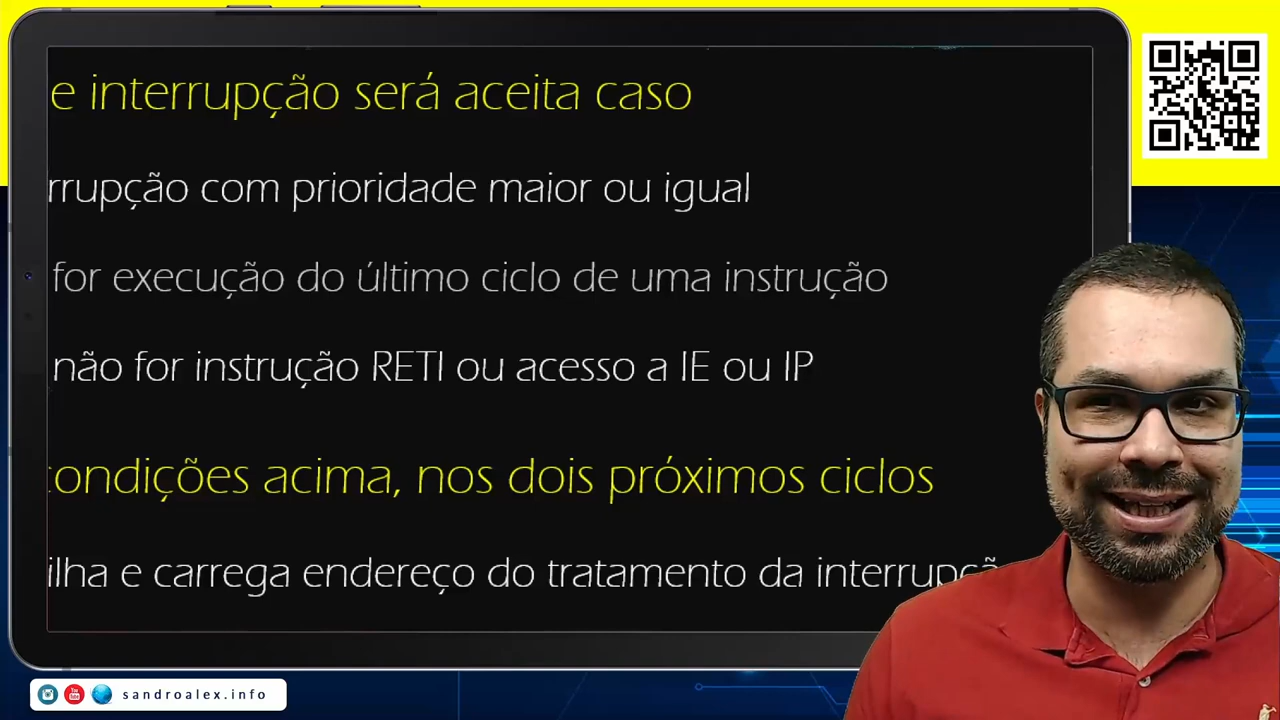 e interrupção será aceita caso
rrupção com prioridade maior ou igual
for execução do último ciclo de uma instrução
não for instrução RETI ou acesso a IE ou IP
condições acima, nos dois próximos ciclos
ilha e carrega endereço do tratamento da interrupçã
sandroalex.info